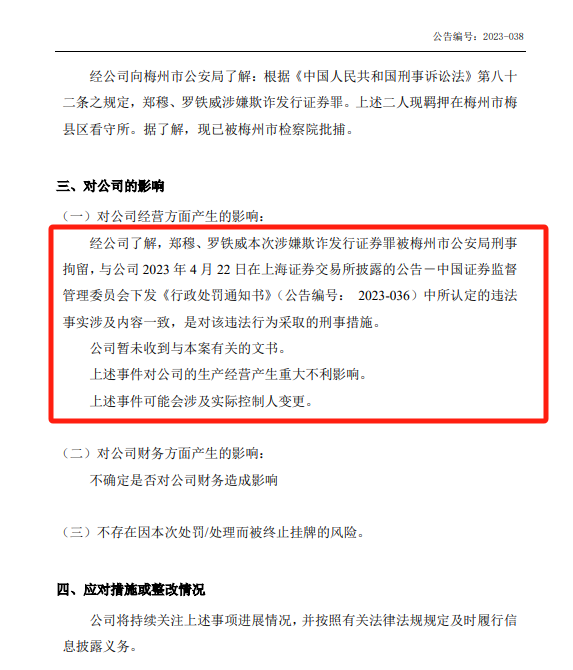 公告编号：2023-038
经公司向梅州市公安局了解：根据《中国人民共和国刑事诉讼法》第八十
二条之规定，郑穆、罗铁威涉嫌欺诈发行证券罪。上述二人现羁押在梅州市梅
县区看守所。据了解，现已被梅州市检察院批捕。
三、对公司的影响
（一）对公司经营方面产生的影响：
经公司了解，郑穆、罗铁威本次涉嫌欺诈发行证券罪被梅州市公安局刑事
拘留，与公司 2023 年 4 月 22 日在上海证券交易所披露的公告－中国证券监督
管理委员会下发《行政处罚通知书》（公告编号： 2023-036）中所认定的违法
事实涉及内容一致，是对该违法行为采取的刑事措施。
公司暂未收到与本案有关的文书。
上述事件对公司的生产经营产生重大不利影响。
上述事件可能会涉及实际控制人变更。
（二）对公司财务方面产生的影响：
不确定是否对公司财务造成影响
（三）不存在因本次处罚/处理而被终止挂牌的风险。
四、应对措施或整改情况
公司将持续关注上述事项进展情况，并按照有关法律法规规定及时履行信
息披露义务。